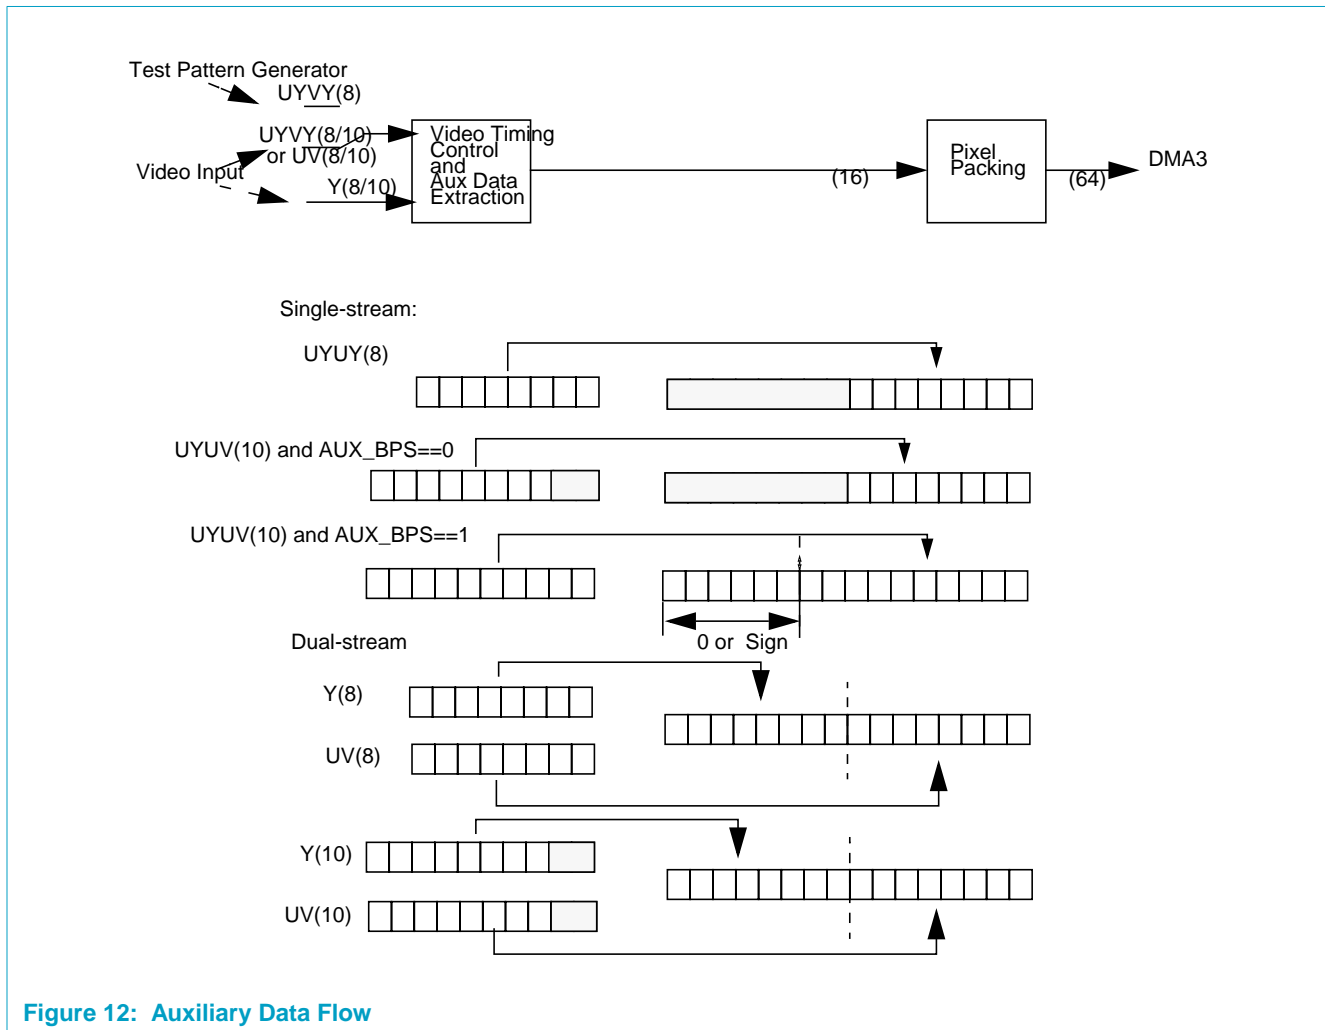 Test Pattern Generator
UYVY(8)
UYVY(8/10)
or UV(8/10)
Video Input
Y(8/10)
Video Timing
Control
and
Aux Data
Extraction
(16)
Pixel
Packing
(64)
DMA3
Single-stream:
UYUY(8)
UYUV(10) and AUX_BPS==0
UYUV(10) and AUX_BPS==1
0 or Sign
Dual-stream
Y(8)
UV(8)
Y(10)
UV(10)
Figure 12: Auxiliary Data Flow